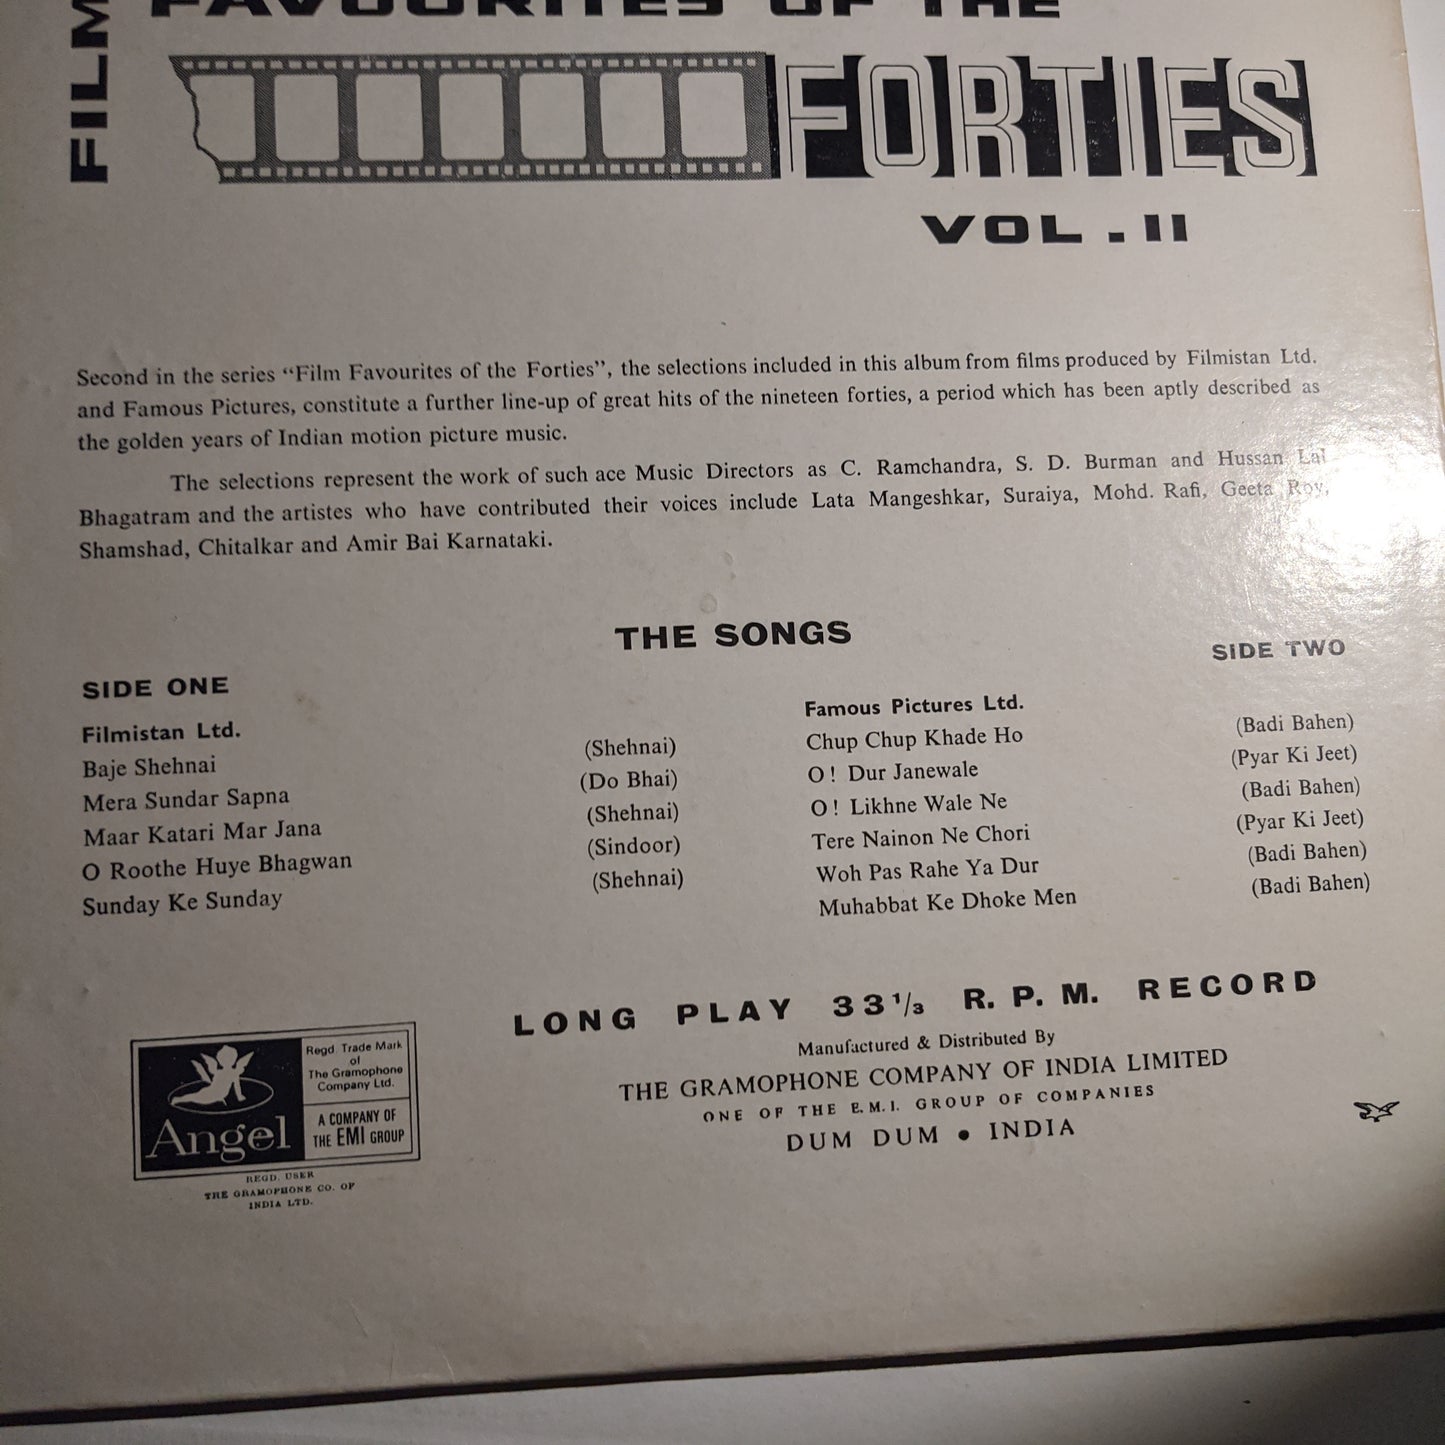 FILM
FAVOURITES OF THE
FORTIES
VOL. II
Second in the series “Film Favourites of the Forties”, the selections included in this album from films produced by Filmistan Ltd.
and Famous Pictures, constitute a further line-up of great hits of the nineteen forties, a period which has been aptly described as
the golden years of Indian motion picture music.
The selections represent the work of such ace Music Directors as C. Ramchandra, S. D. Burman and Hussan Lal
Bhagatram and the artistes who have contributed their voices include Lata Mangeshkar, Suraiya, Mohd. Rafi, Geeta Roy,
Shamshad, Chitalkar and Amir Bai Karnataki.
THE SONGS
SIDE ONE
Filmistan Ltd.
Baje Shehnai (Shehnai)
Mera Sundar Sapna (Do Bhai)
Maar Katari Mar Jana (Shehnai)
O Roothe Huye Bhagwan (Sindoor)
Sunday Ke Sunday (Shehnai)
SIDE TWO
Famous Pictures Ltd.
Chup Chup Khade Ho (Badi Bahen)
O! Dur Janewale (Pyar Ki Jeet)
O! Likhne Wale Ne (Badi Bahen)
Tere Nainon Ne Chori (Pyar Ki Jeet)
Woh Pas Rahe Ya Dur (Badi Bahen)
Muhabbat Ke Dhoke Men (Badi Bahen)
LONG PLAY 33⅓ R. P. M. RECORD
Manufactured & Distributed By
THE GRAMOPHONE COMPANY OF INDIA LIMITED
ONE OF THE E.M.I. GROUP OF COMPANIES
DUM DUM ● INDIA
Angel
Regd. Trade Mark
of
The Gramophone
Company Ltd.
A COMPANY OF
THE EMI GROUP
REGD. USER
THE GRAMOPHONE CO. OF
INDIA LTD.